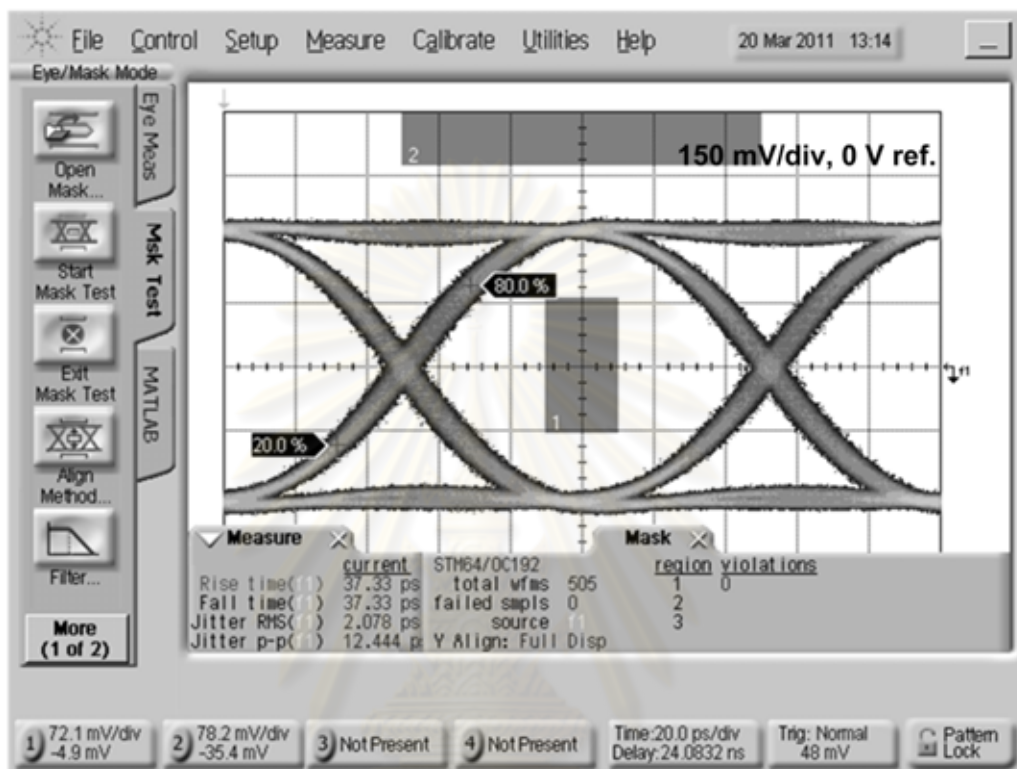 File Control Setup Measure Calibrate Utilities Help 20 Mar 2011 13:14
Eye/Mask Mode
Eye Meas
Msk Test
MATLAB
Open
Mask...
Start
Mask Test
Exit
Mask Test
Align
Method...
Filter...
More
(1 of 2)
2
150 mV/div, 0 V ref.
80.0 %
20.0 %
1
f1
Measure
current
Rise time(f1) 37.33 ps
Fall time(f1) 37.33 ps
Jitter RMS(f1) 2.078 ps
Jitter p-p(f1) 12.444 ps
Mask
STM64/OC192 region violations
total wfms 505 1 0
failed smpls 0 2
source f1 3
Y Align: Full Disp
1 72.1 mV/div
-4.9 mV
2 78.2 mV/div
-35.4 mV
3 Not Present
4 Not Present
Time:20.0 ps/div
Delay:24.0832 ns
Trig: Normal
48 mV
Pattern
Lock